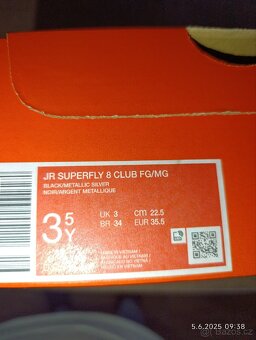 JR SUPERFLY 8 CLUB FG/MG
BLACK/METALLIC SILVER
NOIR/ARGENT METALLIQUE
3.5Y
UK 3 CM 22.5
BR 34 EUR 35.5
5.6.2025 09:38